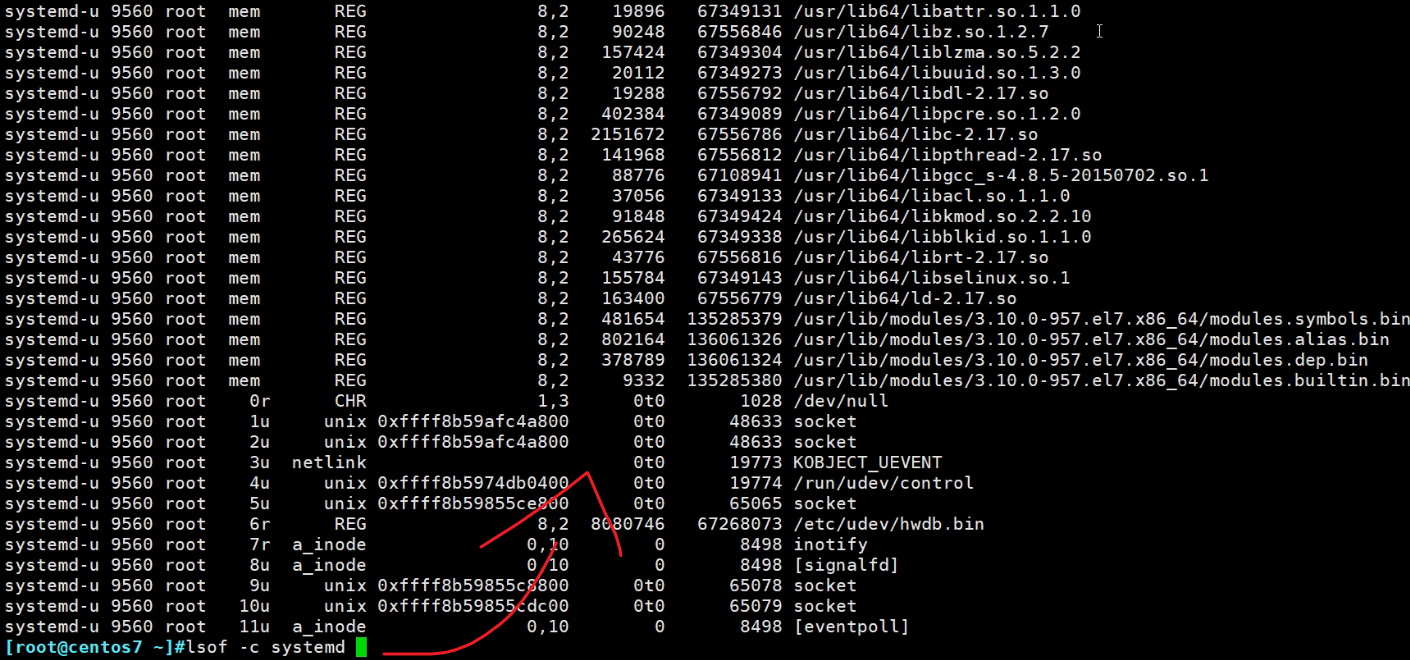 systemd-u 9560 root  mem       REG                8,2    19896   67349131 /usr/lib64/libattr.so.1.1.0
systemd-u 9560 root  mem       REG                8,2    90248   67556846 /usr/lib64/libz.so.1.2.7
systemd-u 9560 root  mem       REG                8,2   157424   67349304 /usr/lib64/liblzma.so.5.2.2
systemd-u 9560 root  mem       REG                8,2    20112   67349273 /usr/lib64/libuuid.so.1.3.0
systemd-u 9560 root  mem       REG                8,2    19288   67556792 /usr/lib64/libdl-2.17.so
systemd-u 9560 root  mem       REG                8,2   402384   67349089 /usr/lib64/libpcre.so.1.2.0
systemd-u 9560 root  mem       REG                8,2  2151672   67556786 /usr/lib64/libc-2.17.so
systemd-u 9560 root  mem       REG                8,2   141968   67556812 /usr/lib64/libpthread-2.17.so
systemd-u 9560 root  mem       REG                8,2    88776   67108941 /usr/lib64/libgcc_s-4.8.5-20150702.so.1
systemd-u 9560 root  mem       REG                8,2    37056   67349133 /usr/lib64/libacl.so.1.1.0
systemd-u 9560 root  mem       REG                8,2    91848   67349424 /usr/lib64/libkmod.so.2.2.10
systemd-u 9560 root  mem       REG                8,2   265624   67349338 /usr/lib64/libblkid.so.1.1.0
systemd-u 9560 root  mem       REG                8,2    43776   67556816 /usr/lib64/librt-2.17.so
systemd-u 9560 root  mem       REG                8,2   155784   67349143 /usr/lib64/libselinux.so.1
systemd-u 9560 root  mem       REG                8,2   163400   67556779 /usr/lib64/ld-2.17.so
systemd-u 9560 root  mem       REG                8,2   481654  135285379 /usr/lib/modules/3.10.0-957.el7.x86_64/modules.symbols.bin
systemd-u 9560 root  mem       REG                8,2   802164  136061326 /usr/lib/modules/3.10.0-957.el7.x86_64/modules.alias.bin
systemd-u 9560 root  mem       REG                8,2   378789  136061324 /usr/lib/modules/3.10.0-957.el7.x86_64/modules.dep.bin
systemd-u 9560 root  mem       REG                8,2     9332  135285380 /usr/lib/modules/3.10.0-957.el7.x86_64/modules.builtin.bin
systemd-u 9560 root    0r      CHR                1,3      0t0       1028 /dev/null
systemd-u 9560 root    1u     unix 0xffff8b59afc4a800      0t0      48633 socket
systemd-u 9560 root    2u     unix 0xffff8b59afc4a800      0t0      48633 socket
systemd-u 9560 root    3u  netlink                         0t0      19773 KOBJECT_UEVENT
systemd-u 9560 root    4u     unix 0xffff8b5974db0400      0t0      19774 /run/udev/control
systemd-u 9560 root    5u     unix 0xffff8b59855ce800      0t0      65065 socket
systemd-u 9560 root    6r      REG                8,2  8080746   67268073 /etc/udev/hwdb.bin
systemd-u 9560 root    7r  a_inode               0,10        0       8498 inotify
systemd-u 9560 root    8u  a_inode               0,10        0       8498 [signalfd]
systemd-u 9560 root    9u     unix 0xffff8b59855c8800      0t0      65078 socket
systemd-u 9560 root   10u     unix 0xffff8b59855cdc00      0t0      65079 socket
systemd-u 9560 root   11u  a_inode               0,10        0       8498 [eventpoll]
[root@centos7 ~]#lsof -c systemd